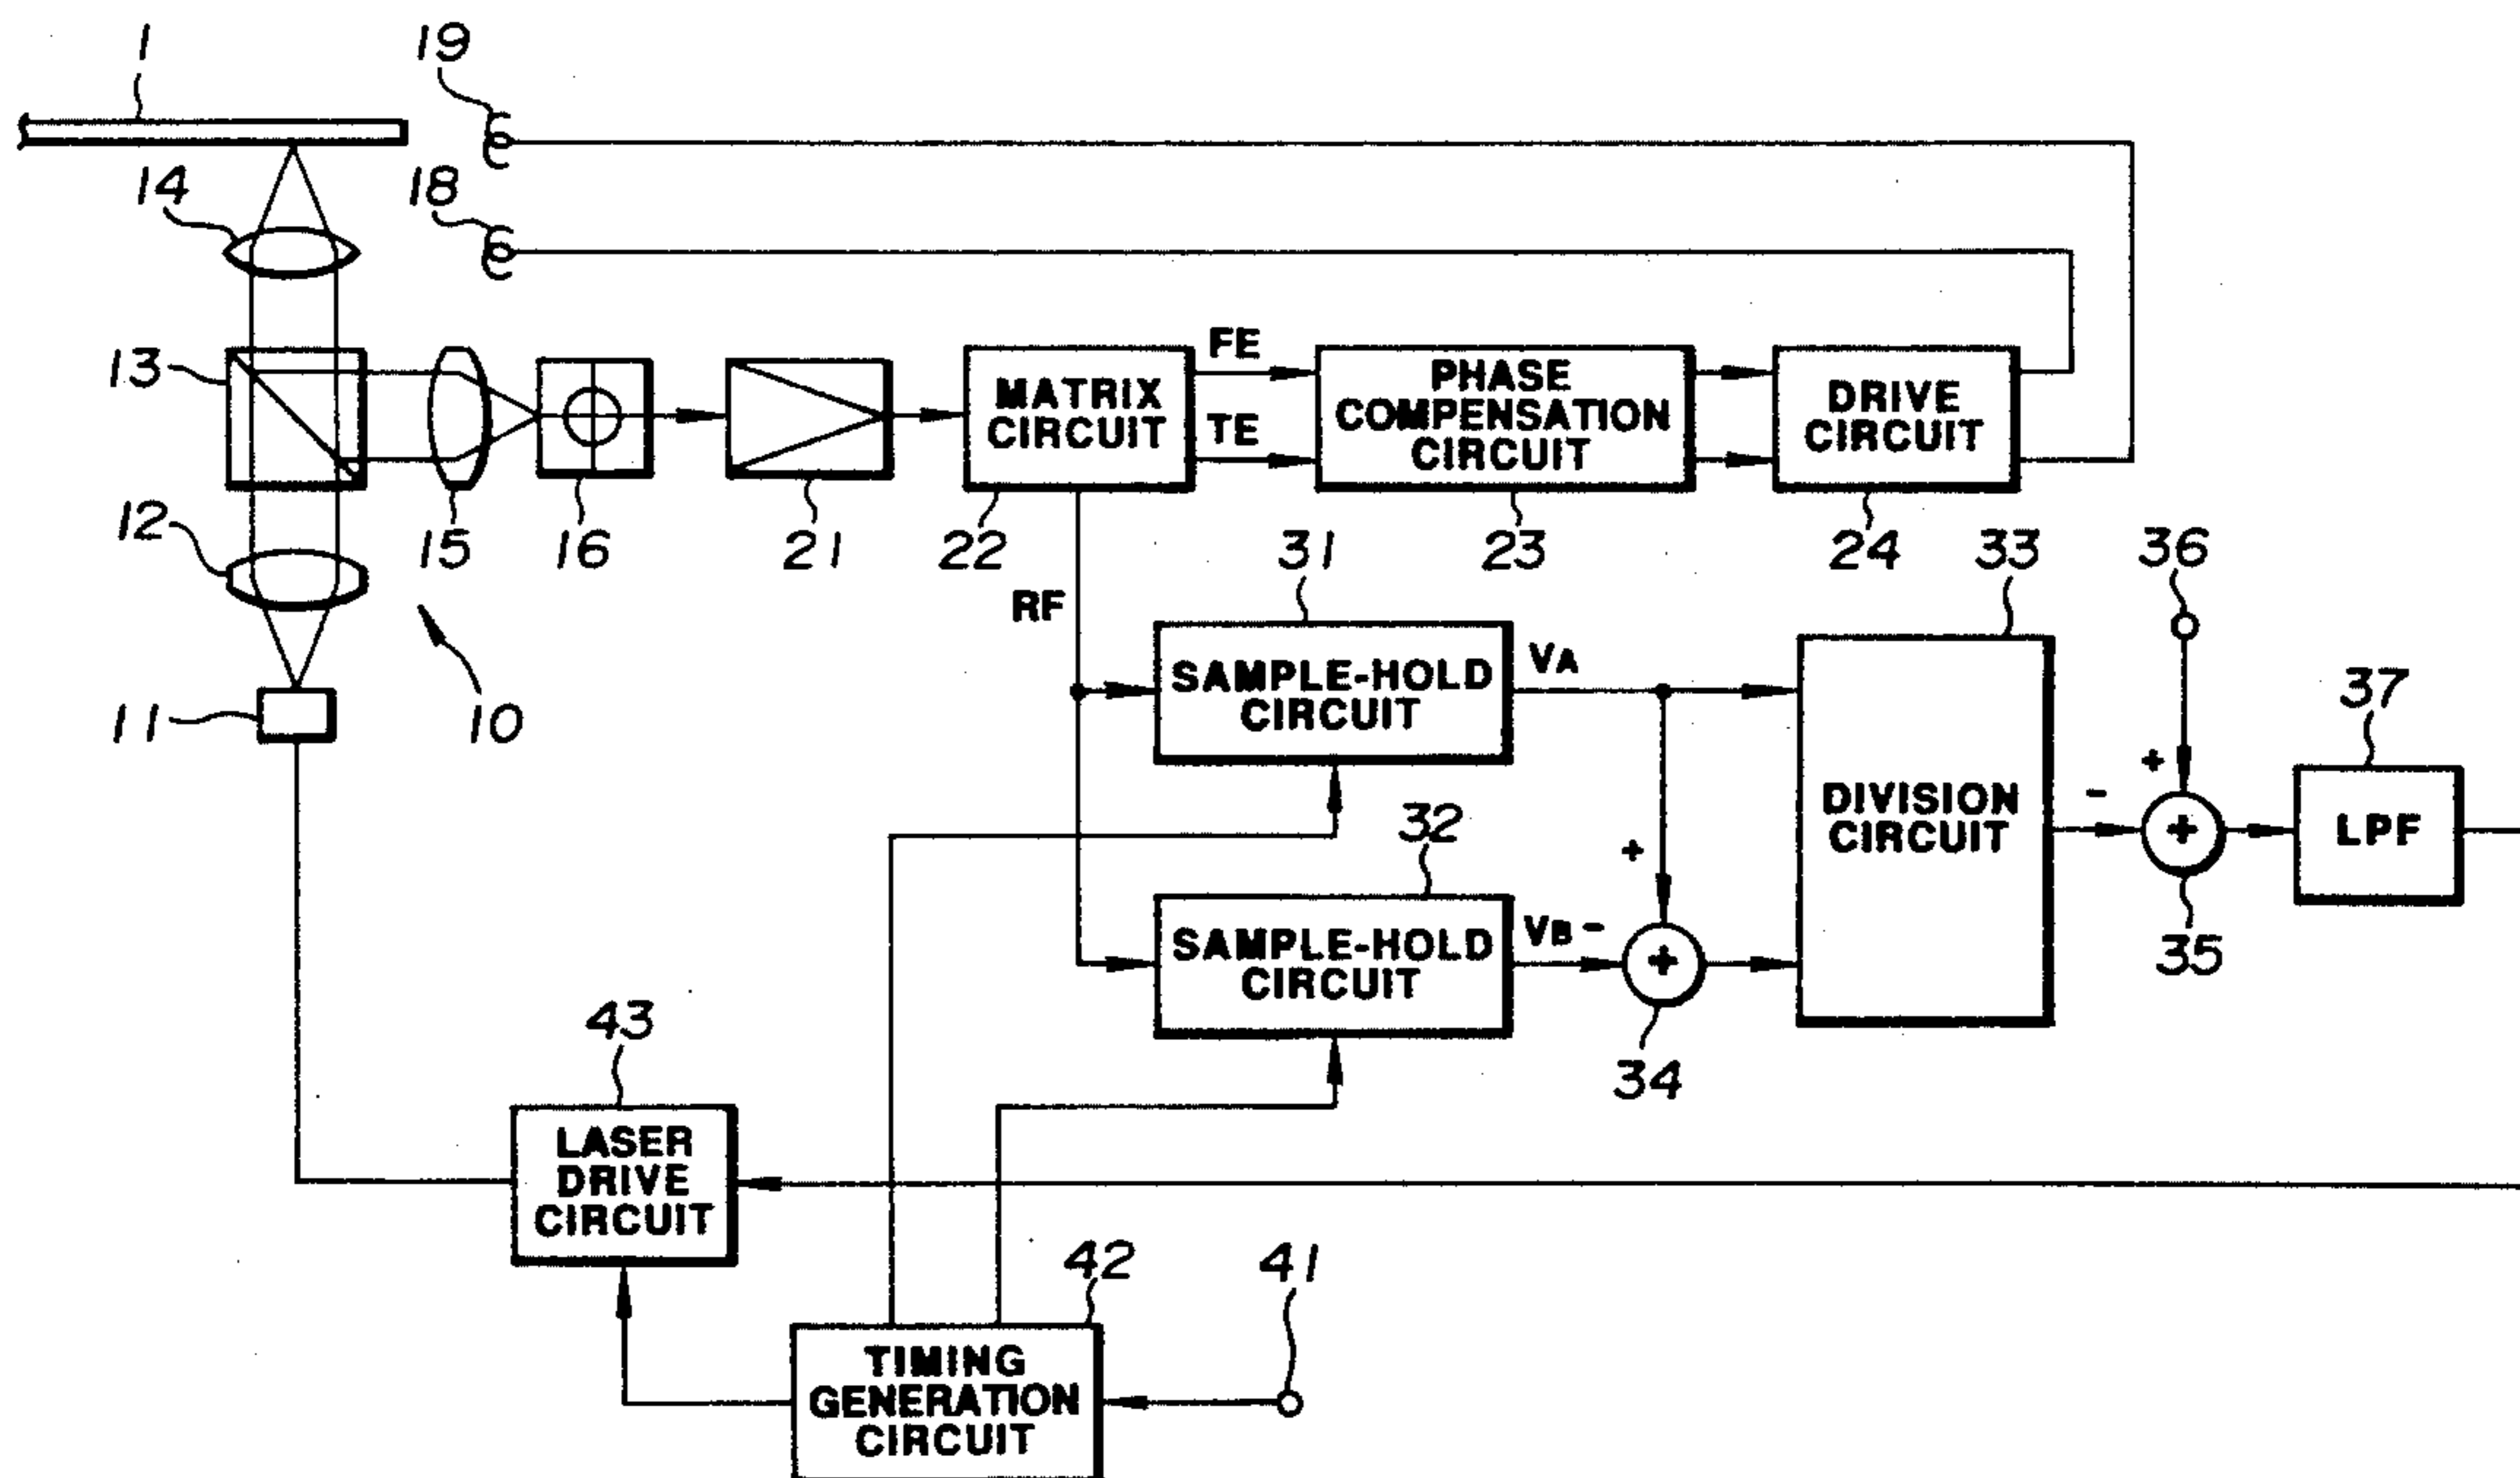 1
19
14
18
13
12
15
16
21
22
FE
TE
MATRIX
CIRCUIT
PHASE
COMPENSATION
CIRCUIT
DRIVE
CIRCUIT
31
23
24
33
36
RF
11
10
SAMPLE-HOLD
CIRCUIT
VA
37
+
-
32
+
DIVISION
CIRCUIT
+
LPF
35
SAMPLE-HOLD
CIRCUIT
VB -
+
34
43
LASER
DRIVE
CIRCUIT
42
41
TIMING
GENERATION
CIRCUIT